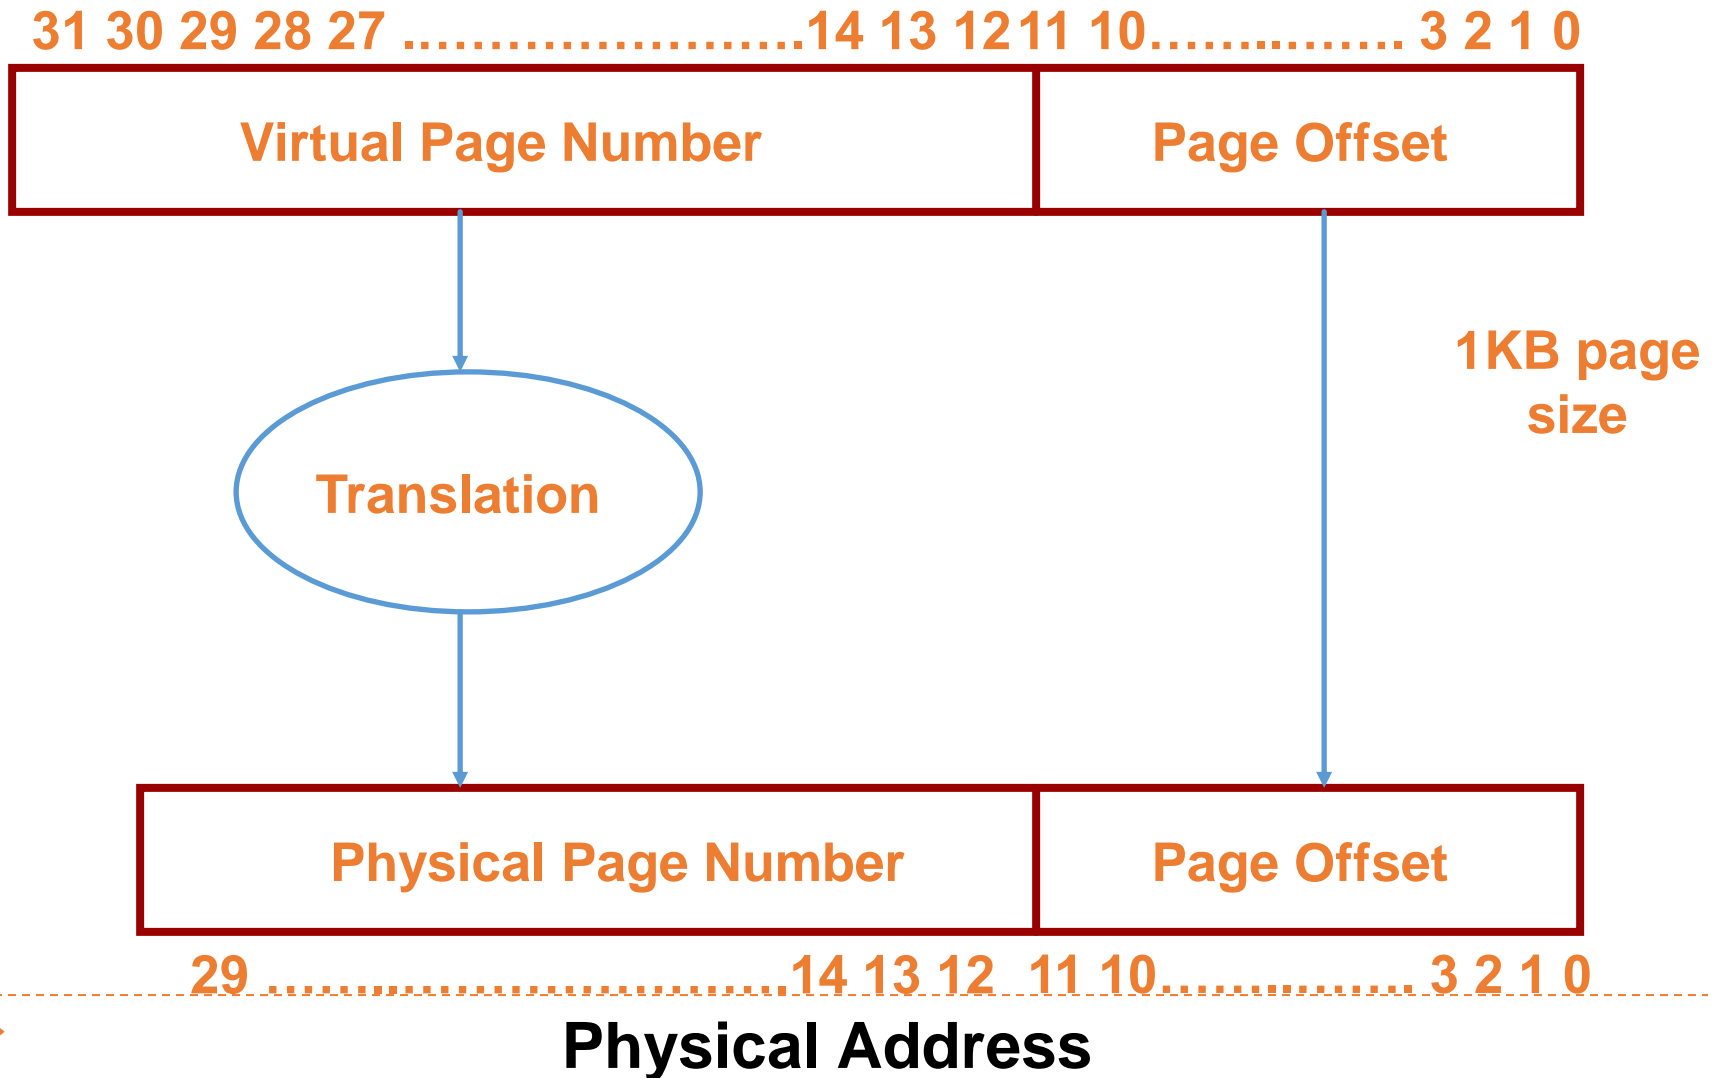 31 30 29 28 27 ........................14 13 12 11 10.................. 3 2 1 0
Virtual Page Number
Page Offset
1KB page
size
Translation
Physical Page Number
Page Offset
29 ...............................14 13 12 11 10.................. 3 2 1 0
Physical Address